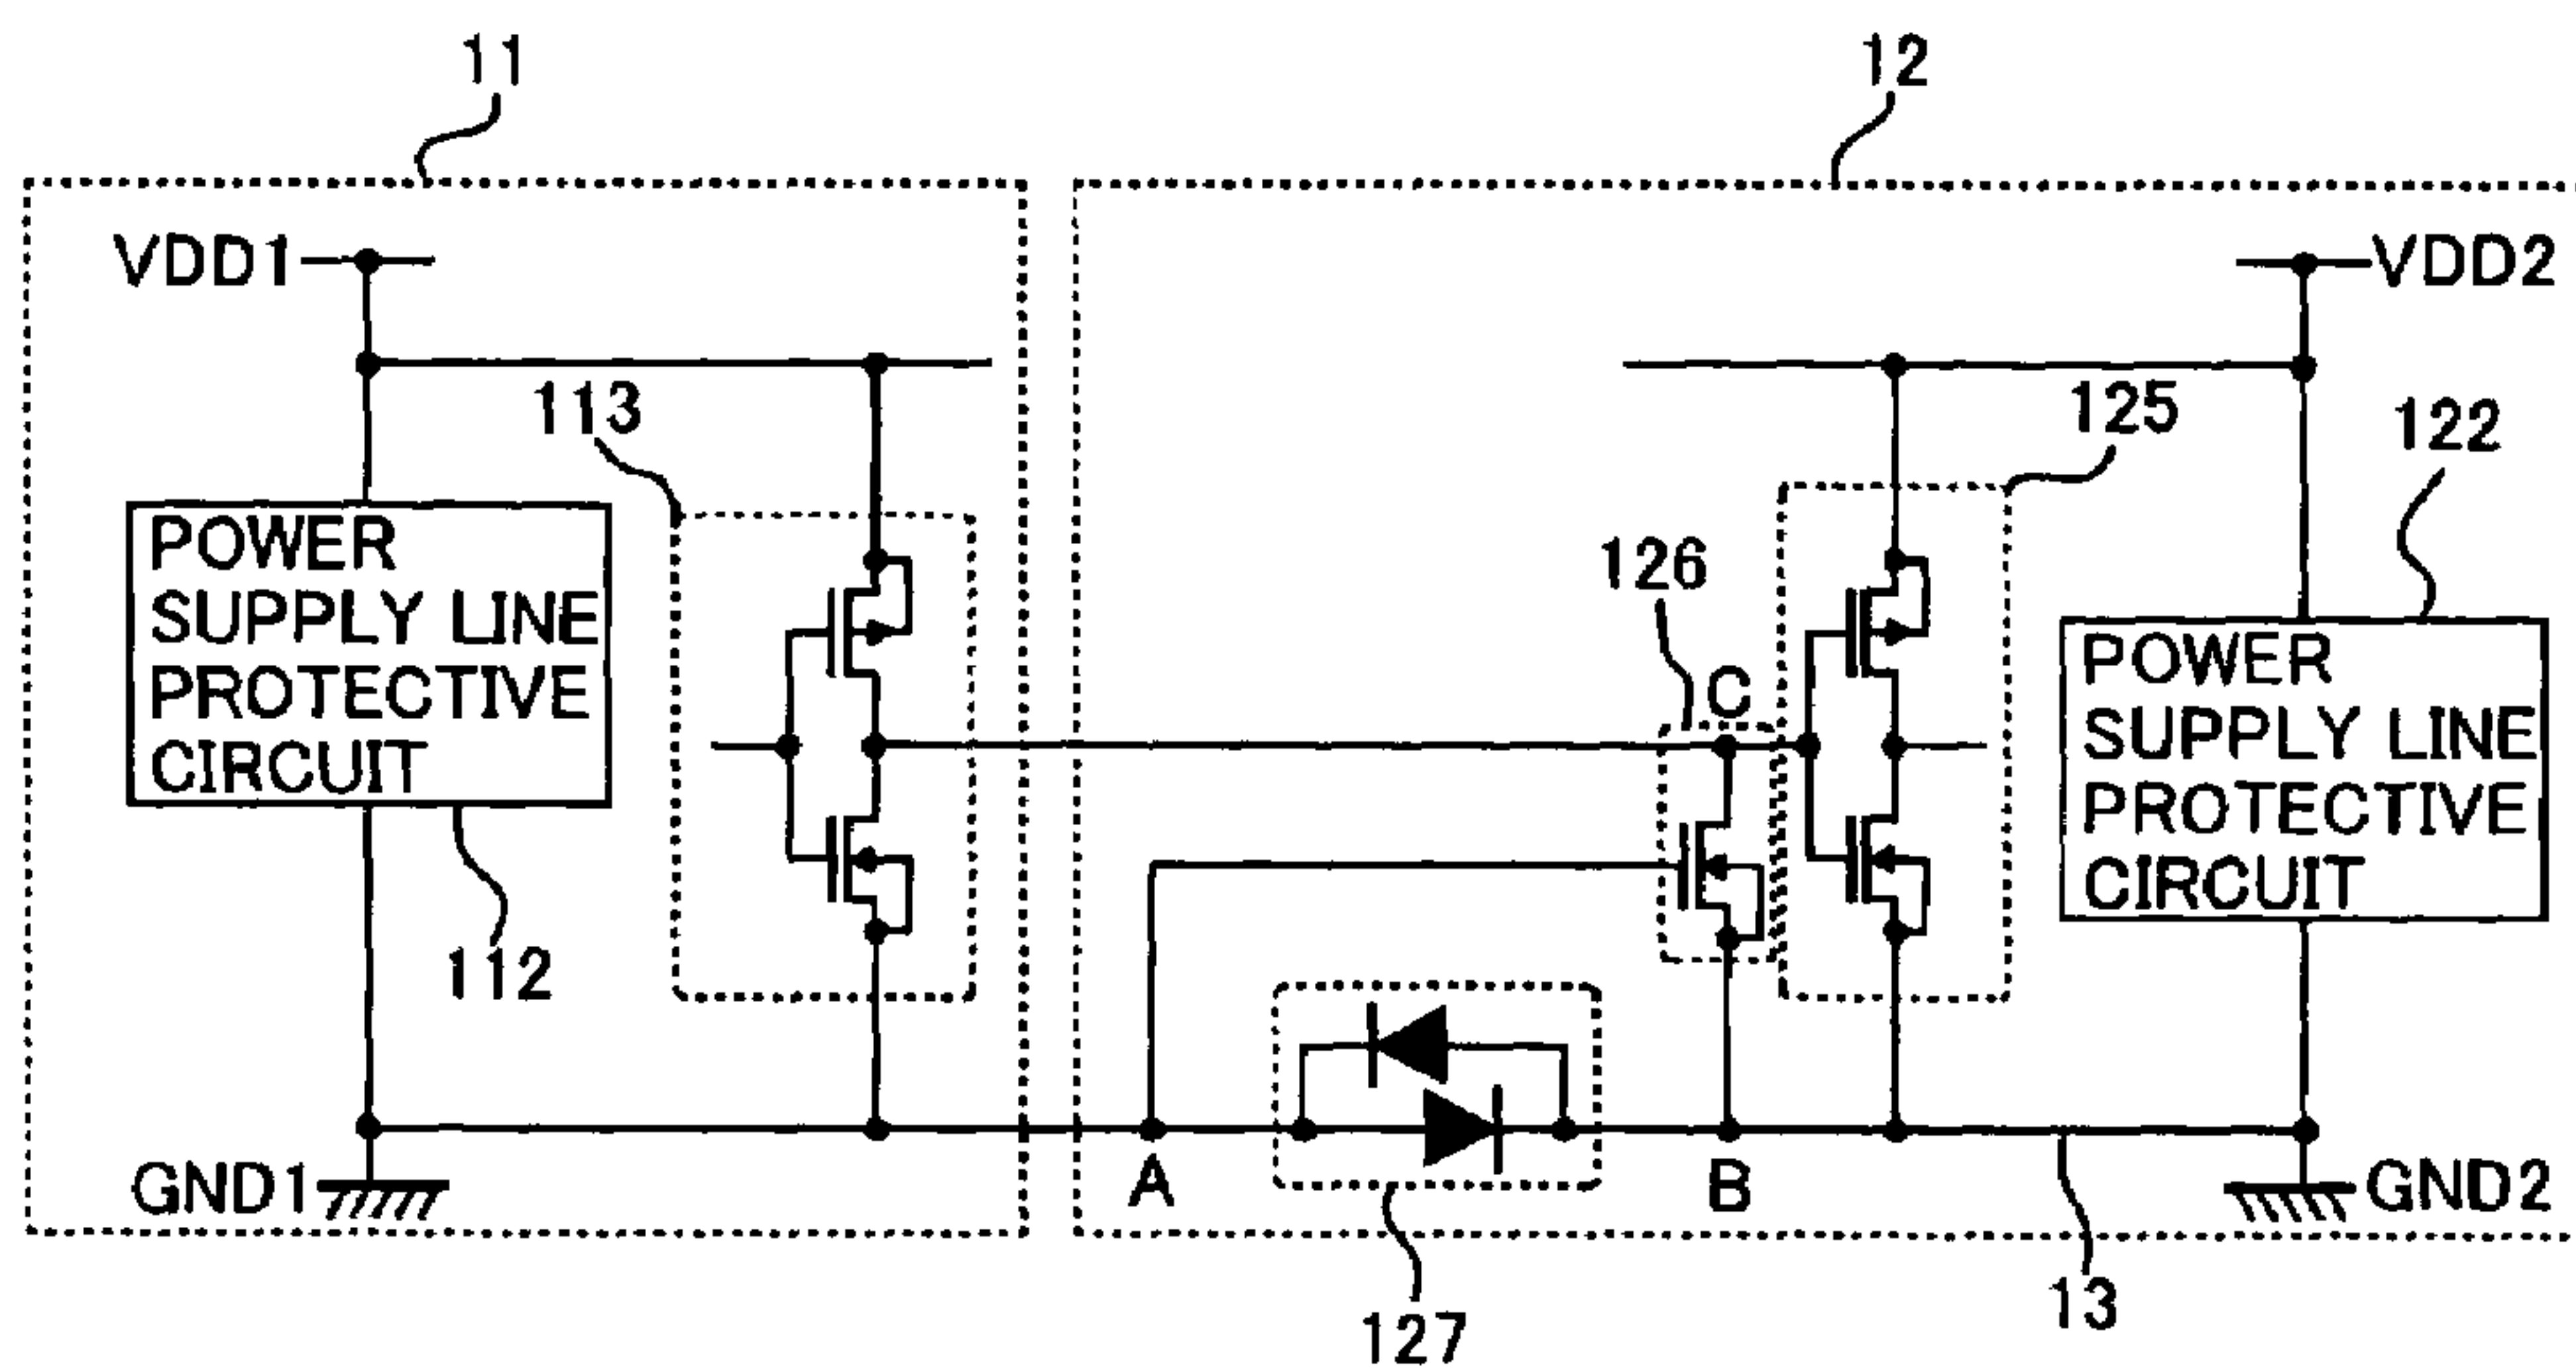 11
12
VDD1
VDD2
113
125
122
126
C
POWER
SUPPLY LINE
PROTECTIVE
CIRCUIT
POWER
SUPPLY LINE
PROTECTIVE
CIRCUIT
112
GND1
A
B
GND2
127
13